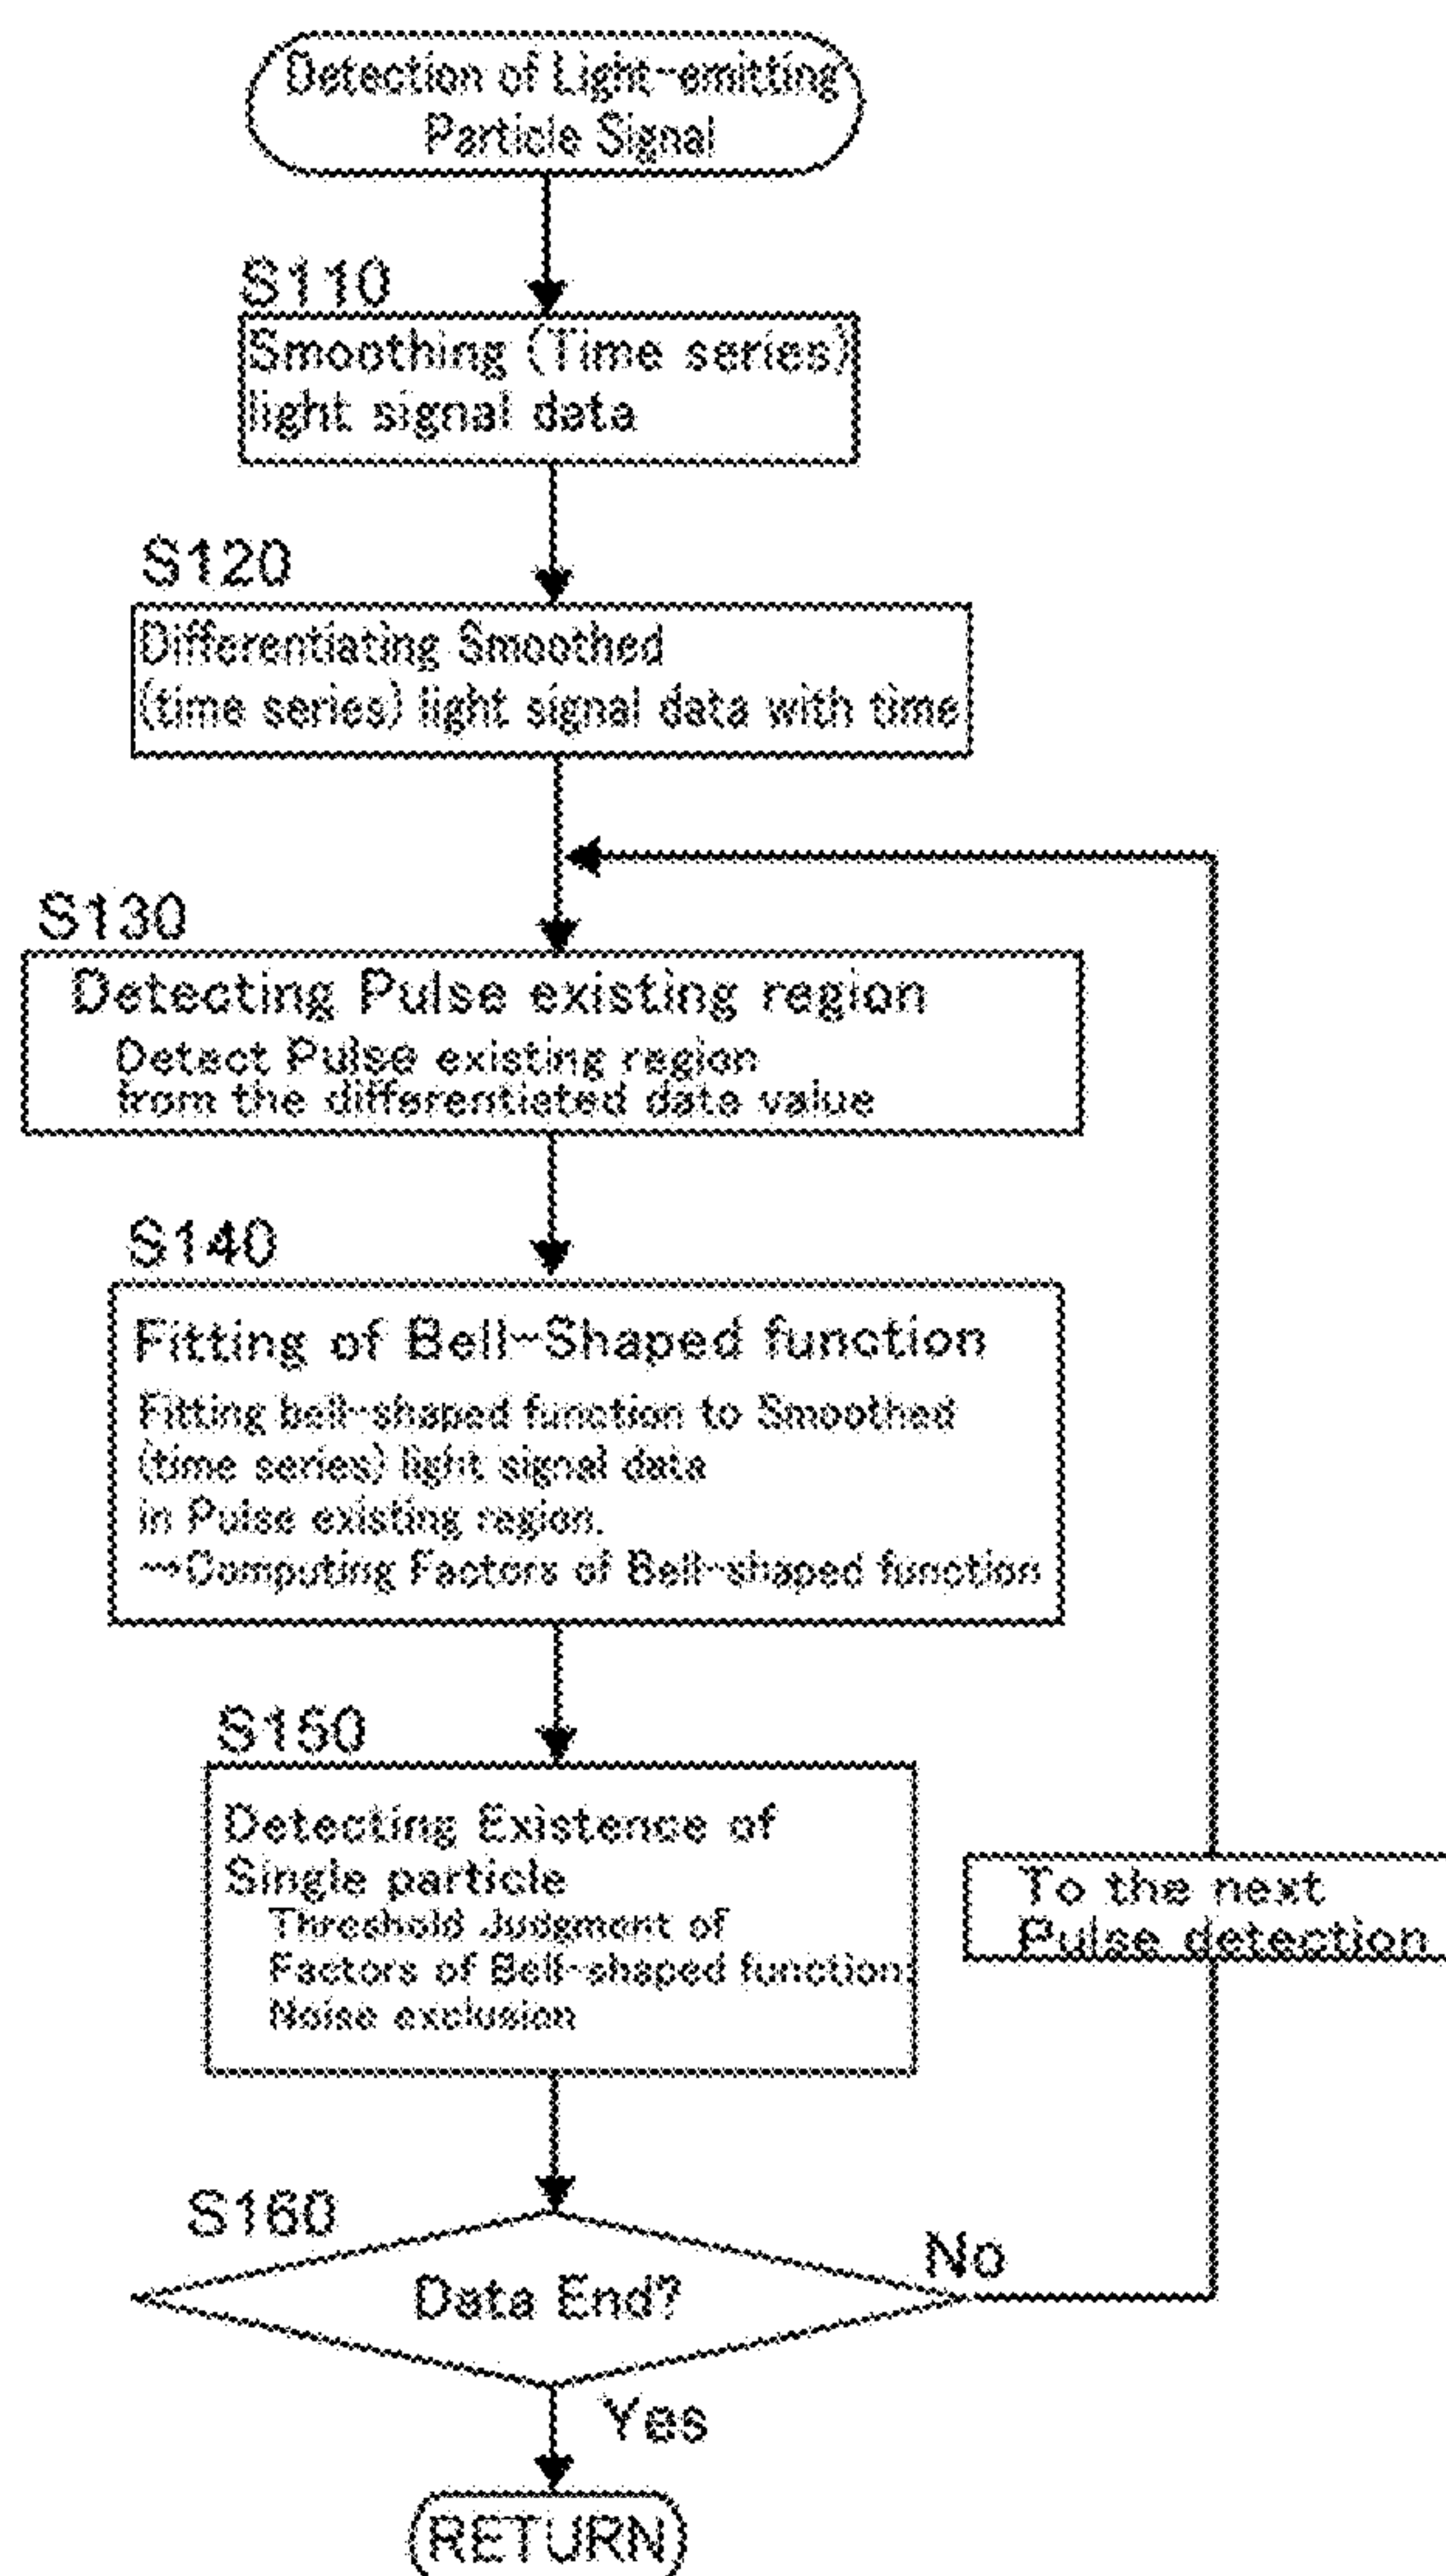 Detection of Light-emitting
Particle Signal
S110
Smoothing (Time series)
light signal data
S120
Differentiating Smoothed
(time series) light signal data with time
S130
Detecting Pulse existing region
Detect Pulse existing region
from the differentiated data value
S140
Fitting of Bell-Shaped function
Fitting bell-shaped function to Smoothed
(time series) light signal data
in Pulse existing region.
→Computing Factors of Bell-shaped function
S150
Detecting Existence of
Single particle
Threshold Judgment of
Factors of Bell-shaped function:
Noise exclusion
To the next
Pulse detection
S160
Data End?
No
Yes
RETURN